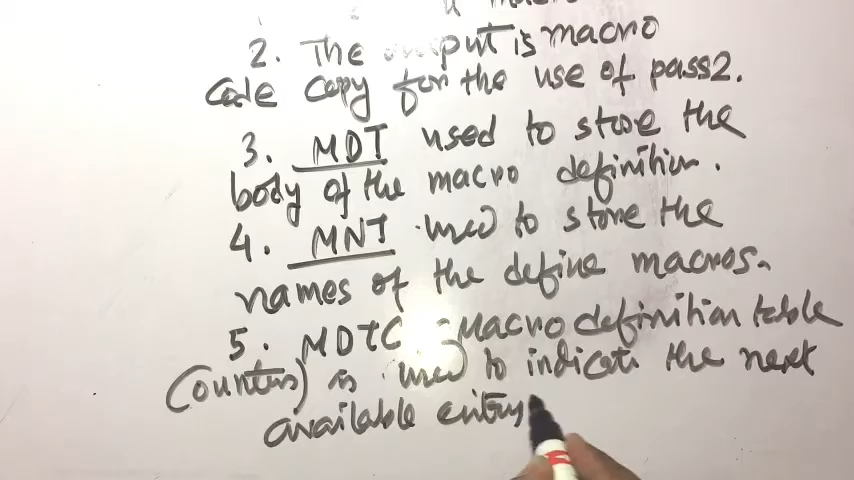 2. The output is macro
Code Copy for the use of pass2.
3. MDT used to store the
body of the macro definition.
4. MNT used to store the
names of the define macros.
5. MDTC - Macro definition table
(Counters) is used to indicate the next
available entry